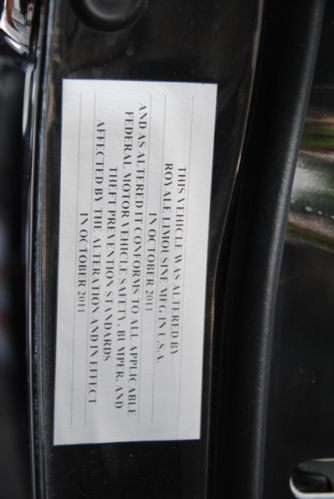 THIS VEHICLE WAS ALTERED BY
ROYALE LIMOUSINE MFG IN U.S.A.
IN OCTOBER 2011
AND AS ALTERED IT CONFORMS TO ALL APPLICABLE
FEDERAL MOTOR VEHICLE SAFETY, BUMPER, AND
THEFT PREVENTION STANDARDS
AFFECTED BY THE ALTERATION AND IN EFFECT
IN OCTOBER 2011